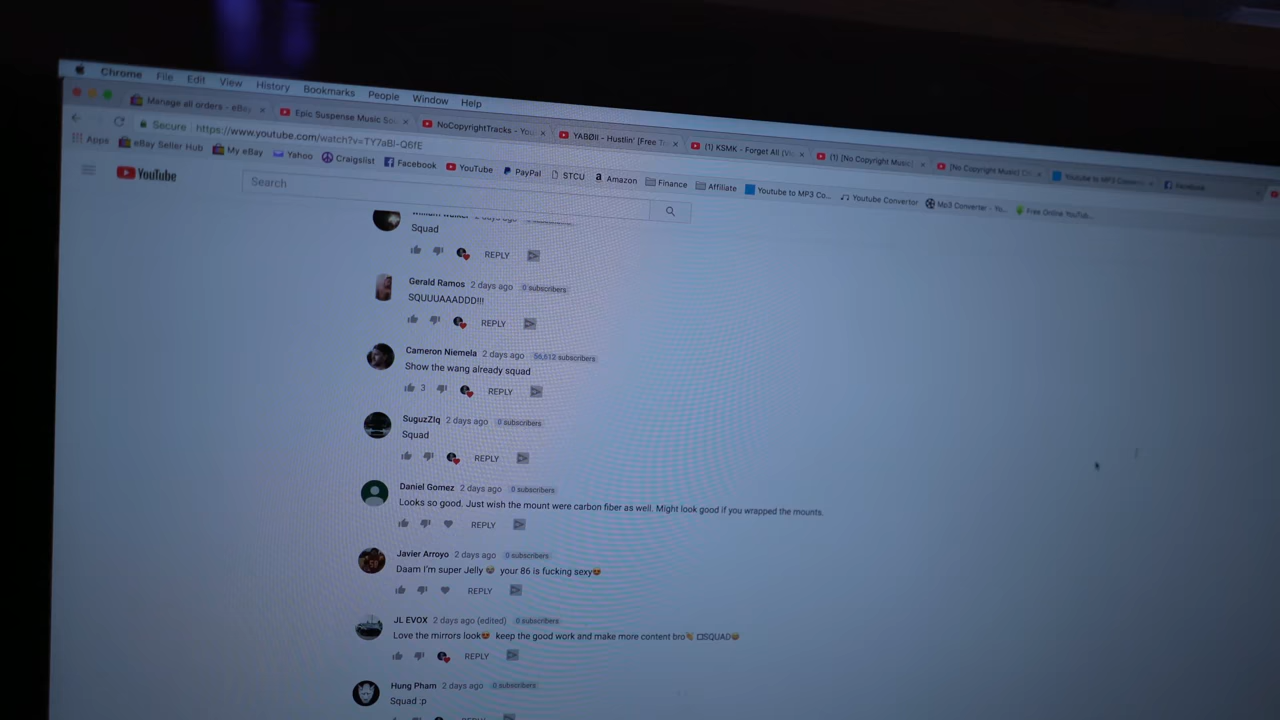 Chrome File Edit View History Bookmarks People Window Help
Manage all orders - eBay
Epic Suspense Music So
NoCopyrightTracks - You
YABØII - Hustlin' [Free T
(1) KSMK - Forget All (Vi
(1) [No Copyright Music]
[No Copyright Music]
Youtube to MP3 Conver
Facebook
Secure https://www.youtube.com/watch?v=TY7aBl-Q6fE
Apps eBay Seller Hub My eBay Yahoo Craigslist Facebook YouTube PayPal STCU Amazon Finance Affiliate Youtube to MP3 Co... Youtube Convertor Mp3 Converter - Yo... Free Online YouTub...
YouTube
Search
2 days ago
Squad
REPLY
Gerald Ramos 2 days ago 0 subscribers
SQUUUAAADDD!!!
REPLY
Cameron Niemela 2 days ago 56,612 subscribers
Show the wang already squad
3 REPLY
SuguzZIq 2 days ago 0 subscribers
Squad
REPLY
Daniel Gomez 2 days ago 0 subscribers
Looks so good. Just wish the mount were carbon fiber as well. Might look good if you wrapped the mounts.
REPLY
Javier Arroyo 2 days ago 0 subscribers
Daam I'm super Jelly your 86 is fucking sexy
REPLY
JL EVOX 2 days ago (edited) 0 subscribers
Love the mirrors look keep the good work and make more content bro SQUAD
REPLY
Hung Pham 2 days ago 0 subscribers
Squad :p